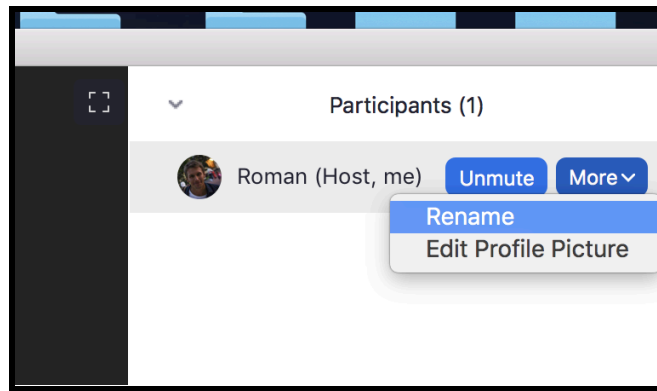 Participants (1)
Roman (Host, me) Unmute More
Rename
Edit Profile Picture